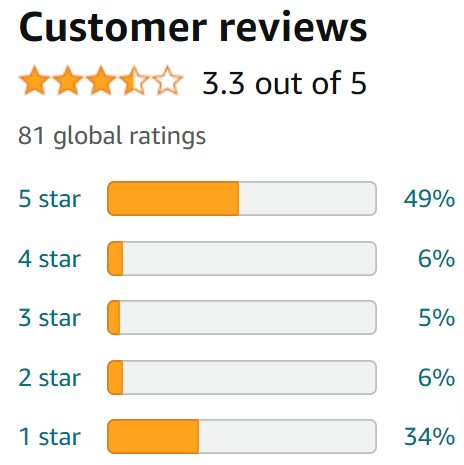 Customer reviews
3.3 out of 5
81 global ratings
5 star 49%
4 star 6%
3 star 5%
2 star 6%
1 star 34%